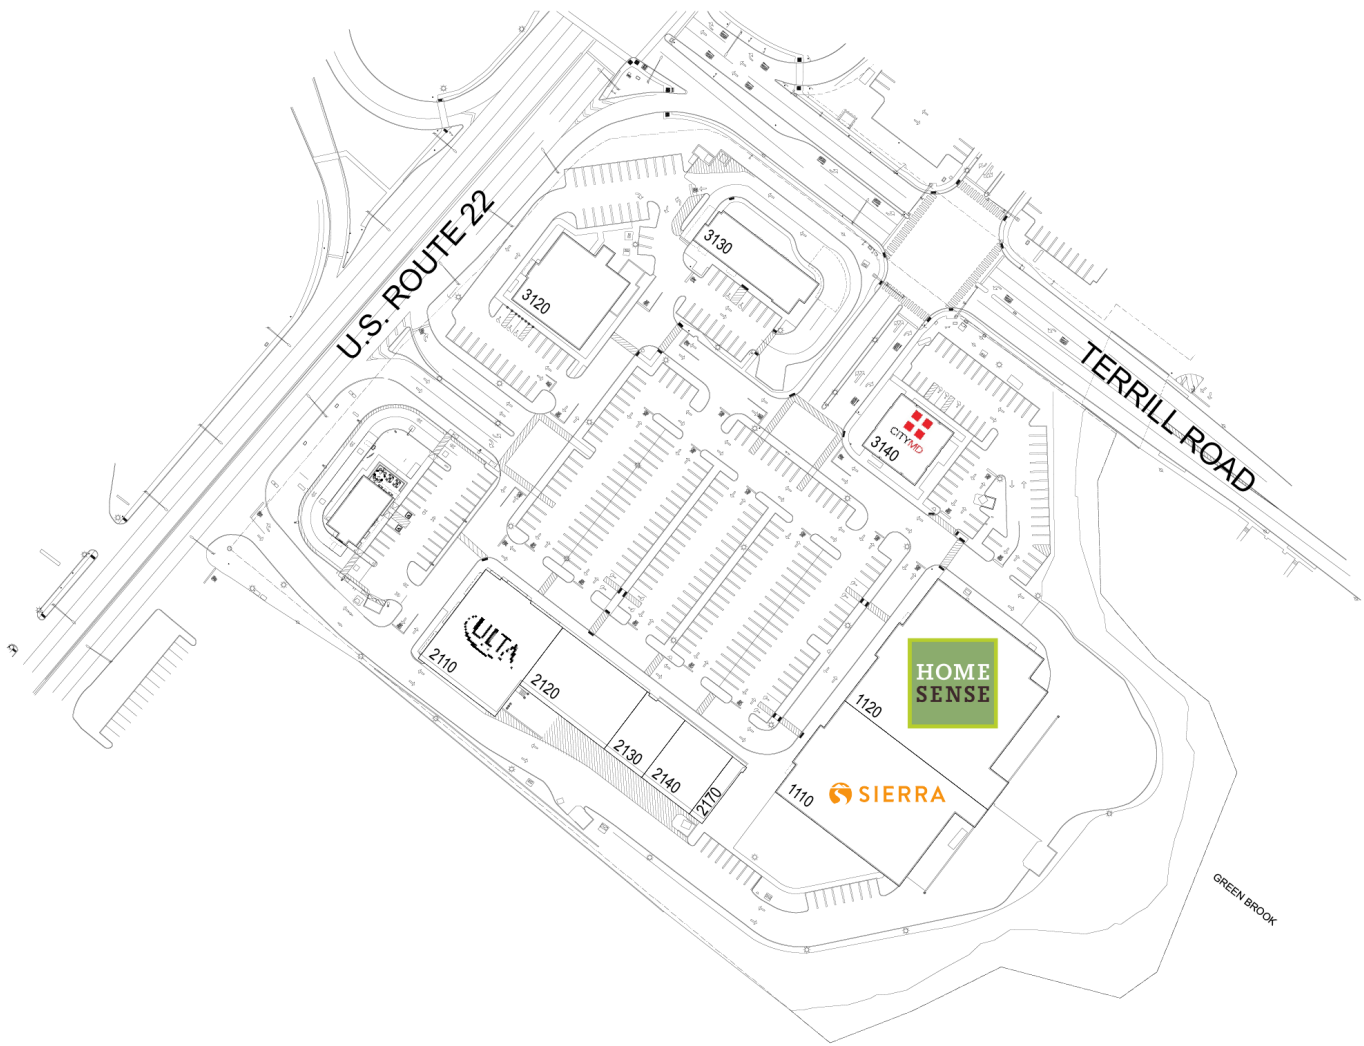 U.S. ROUTE 22
3130
3120
TERRILL ROAD
CITYMD
3140
ULTA
2110
2120
HOME
SENSE
1120
2130
2140
2170
1110
SIERRA
GREEN BROOK